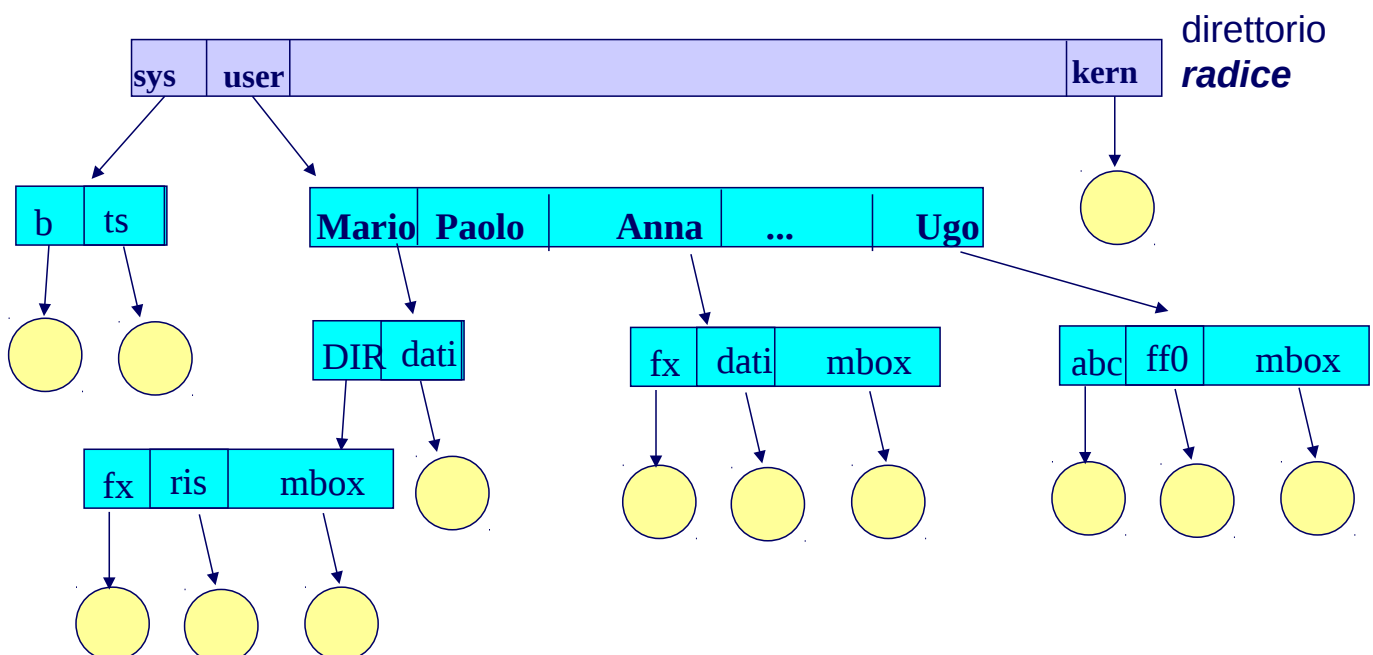 direttorio
radice
sys user kern
b ts
Mario Paolo Anna ... Ugo
DIR dati
fx dati mbox
abc ff0 mbox
fx ris mbox